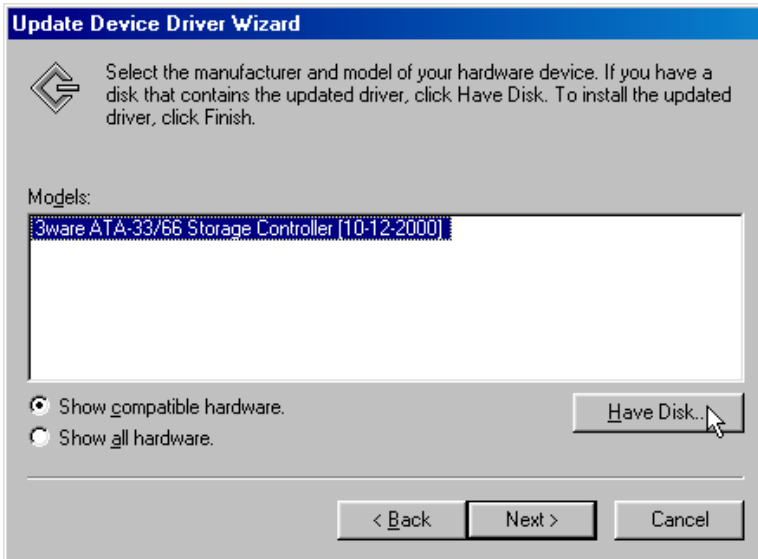 Update Device Driver Wizard
Select the manufacturer and model of your hardware device. If you have a
disk that contains the updated driver, click Have Disk. To install the updated
driver, click Finish.
Models:
3ware ATA-33/66 Storage Controller [10-12-2000]
Show compatible hardware.
Have Disk...
Show all hardware.
< Back
Next >
Cancel